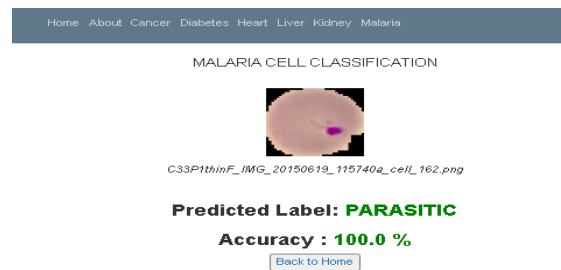 Home About Cancer Diabetes Heart Liver Kidney Malaria
MALARIA CELL CLASSIFICATION
C33P1thinF_IMG_20150619_115740a_cell_162.png
Predicted Label: PARASITIC
Accuracy : 100.0 %
Back to Home